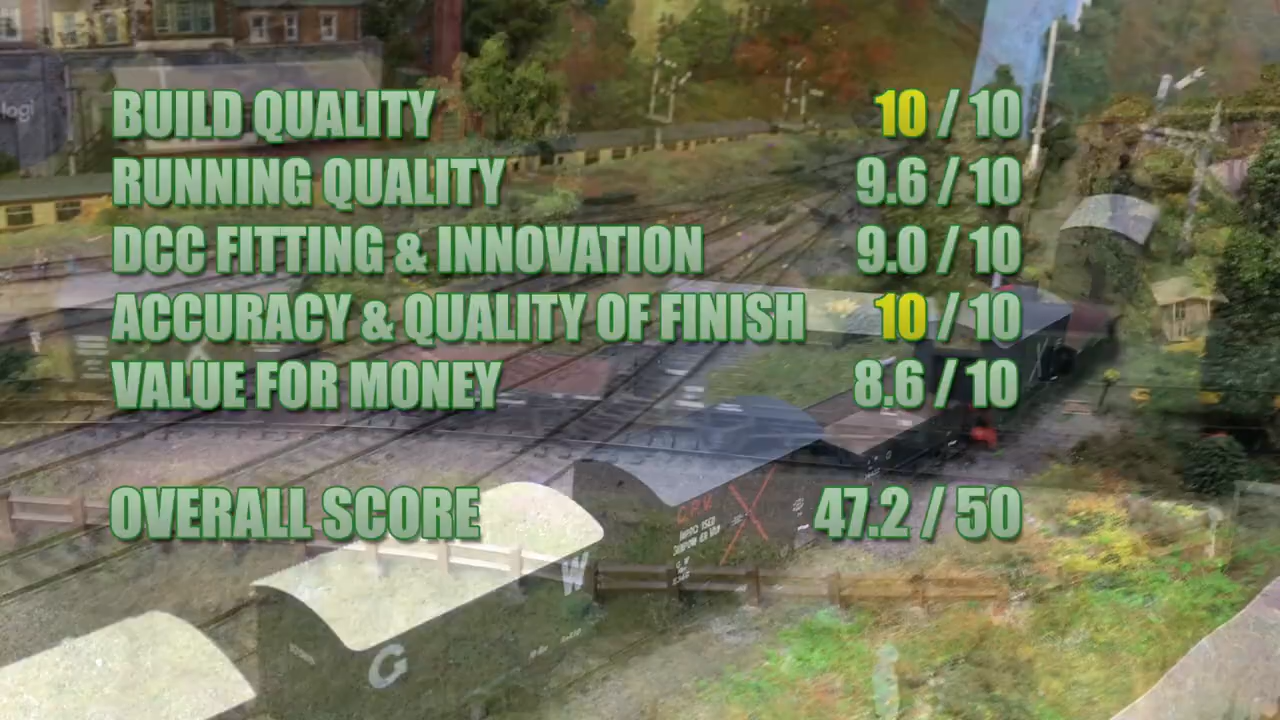 BUILD QUALITY 10 / 10
RUNNING QUALITY 9.6 / 10
DCC FITTING & INNOVATION 9.0 / 10
ACCURACY & QUALITY OF FINISH 10 / 10
VALUE FOR MONEY 8.6 / 10
OVERALL SCORE 47.2 / 50
G W